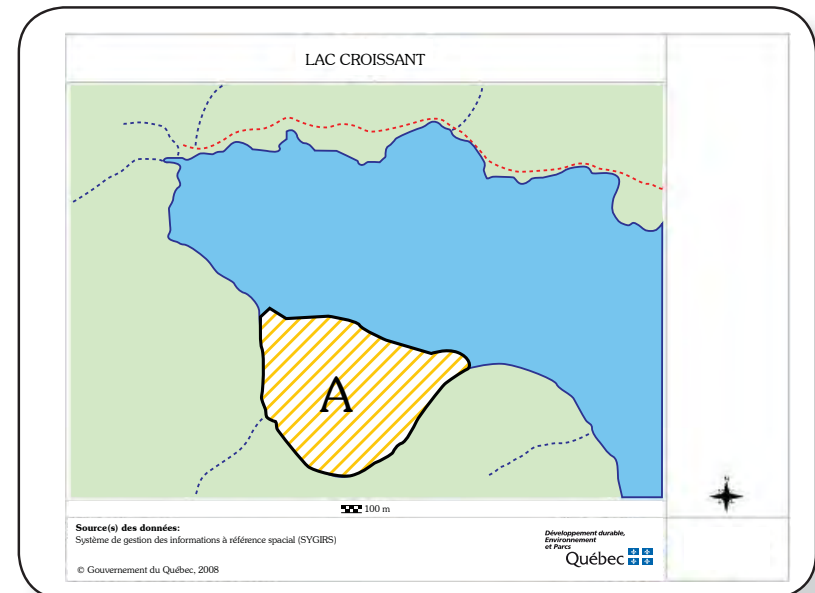 LAC CROISSANT
A
N
100 m
Source(s) des données:
Système de gestion des informations à référence spacial (SYGIRS)
© Gouvernement du Québec, 2008
Développement durable,
Environnement
et Parcs
Québec